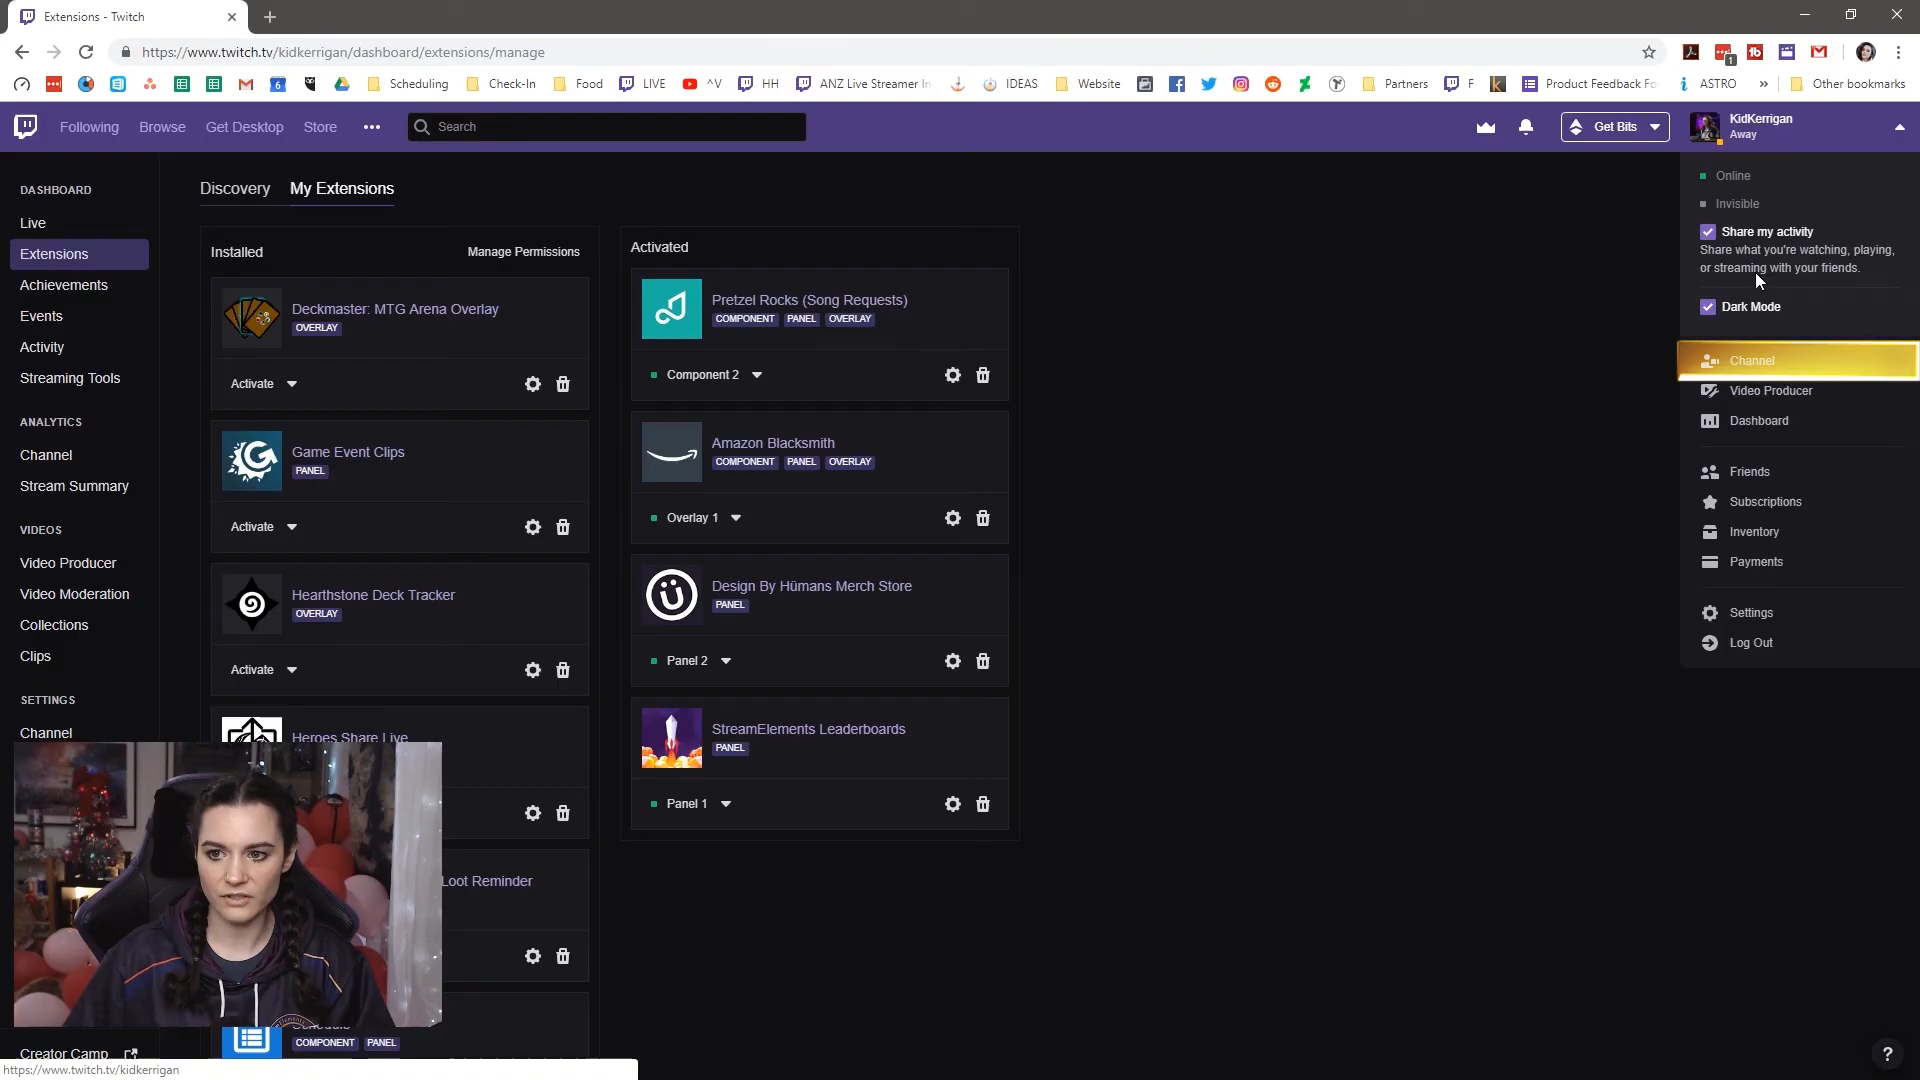 Extensions - Twitch
https://www.twitch.tv/kidkerrigan/dashboard/extensions/manage
1
6
Scheduling
Check-In
Food
LIVE
^V
HH
ANZ Live Streamer In
IDEAS
Website
Partners
F
Product Feedback Fo
ASTRO
»
Other bookmarks
Following
Browse
Get Desktop
Store
Search
Get Bits
KidKerrigan
Away
DASHBOARD
Live
Extensions
Achievements
Events
Activity
Streaming Tools
ANALYTICS
Channel
Stream Summary
VIDEOS
Video Producer
Video Moderation
Collections
Clips
SETTINGS
Channel
Creator Camp
Discovery
My Extensions
Installed
Manage Permissions
Deckmaster: MTG Arena Overlay
OVERLAY
Activate
Game Event Clips
PANEL
Activate
Hearthstone Deck Tracker
OVERLAY
Activate
Heroes Share Live
Loot Reminder
Schedule
COMPONENT PANEL
Activated
Pretzel Rocks (Song Requests)
COMPONENT PANEL OVERLAY
Component 2
Amazon Blacksmith
COMPONENT PANEL OVERLAY
Overlay 1
Design By Hümans Merch Store
PANEL
Panel 2
StreamElements Leaderboards
PANEL
Panel 1
Online
Invisible
Share my activity
Share what you're watching, playing,
or streaming with your friends.
Dark Mode
Channel
Video Producer
Dashboard
Friends
Subscriptions
Inventory
Payments
Settings
Log Out
?
https://www.twitch.tv/kidkerrigan